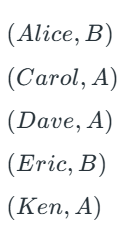 (Alice, B)
(Carol, A)
(Dave, A)
(Eric, B)
(Ken, A)